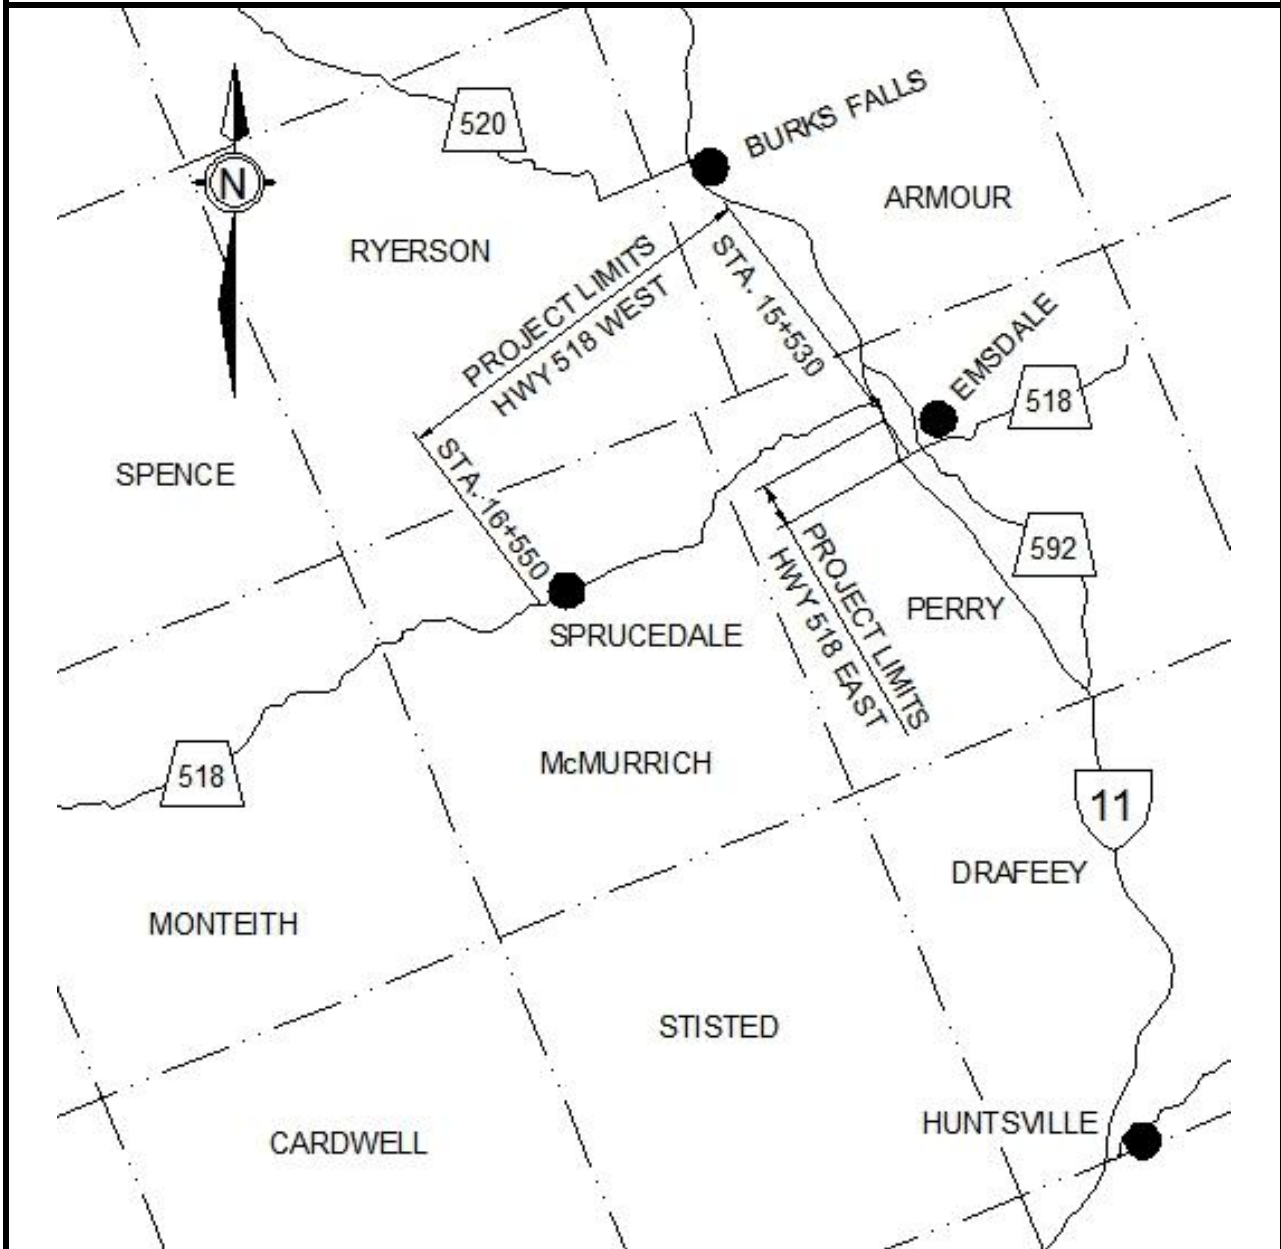 BURKS FALLS
520
N
ARMOUR
RYERSON
PROJECT LIMITS
HWY 518 WEST
STA. 15+530
EMSDALE
518
SPENCE
STA. 16+550
592
PROJECT LIMITS
HWY 518 EAST
PERRY
SPRUCEDALE
518
McMURRICH
11
DRAFEEY
MONTEITH
STISTED
HUNTSVILLE
CARDWELL